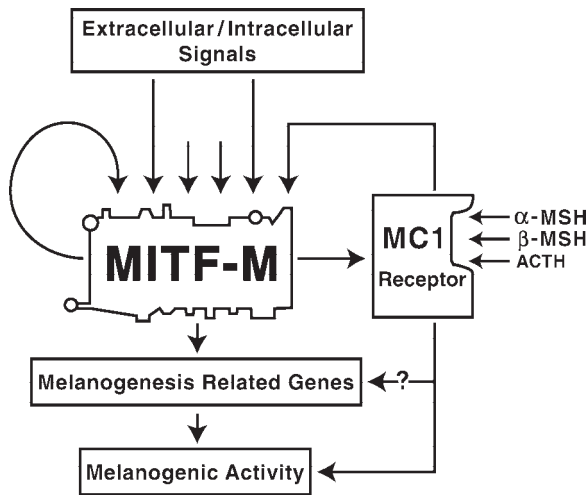 Extracellular/Intracellular
Signals
MITF-M
MC1
Receptor
α-MSH
β-MSH
ACTH
Melanogenesis Related Genes
?
Melanogenic Activity